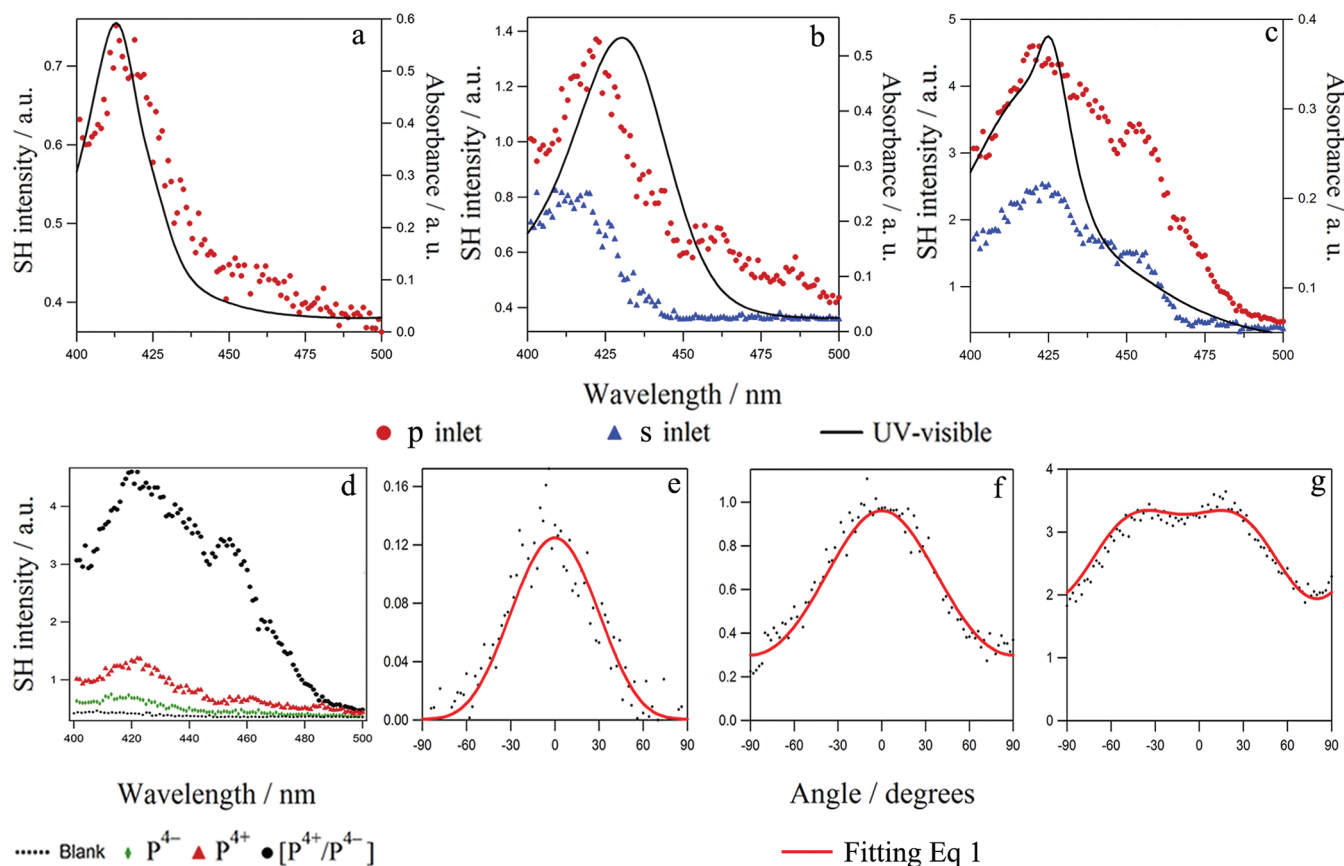 a
b
c
SH intensity / a.u.
0.7
0.6
0.5
0.4
0.6
0.5
0.4
0.3
0.2
0.1
0.0
Absorbance / a. u.
400 425 450 475 500
SH intensity / a.u.
1.4
1.2
1.0
0.8
0.6
0.4
0.5
0.4
0.3
0.2
0.1
0.0
Absorbance / a. u.
400 425 450 475 500
SH intensity / a.u.
5
4
3
2
1
0.4
0.3
0.2
0.1
Absorbance / a. u.
400 425 450 475 500
Wavelength / nm
p inlet s inlet UV-visible
d
e
f
g
SH intensity / a.u.
4
3
2
1
400 420 440 460 480 500
0.16
0.12
0.08
0.04
0.00
-90 -60 -30 0 30 60 90
1.0
0.8
0.6
0.4
0.2
0.0
-90 -60 -30 0 30 60 90
4
3
2
1
0
-90 -60 -30 0 30 60 90
Wavelength / nm Angle / degrees
Blank P⁴⁻ P⁴⁺ [P⁴⁺/P⁴⁻] Fitting Eq 1